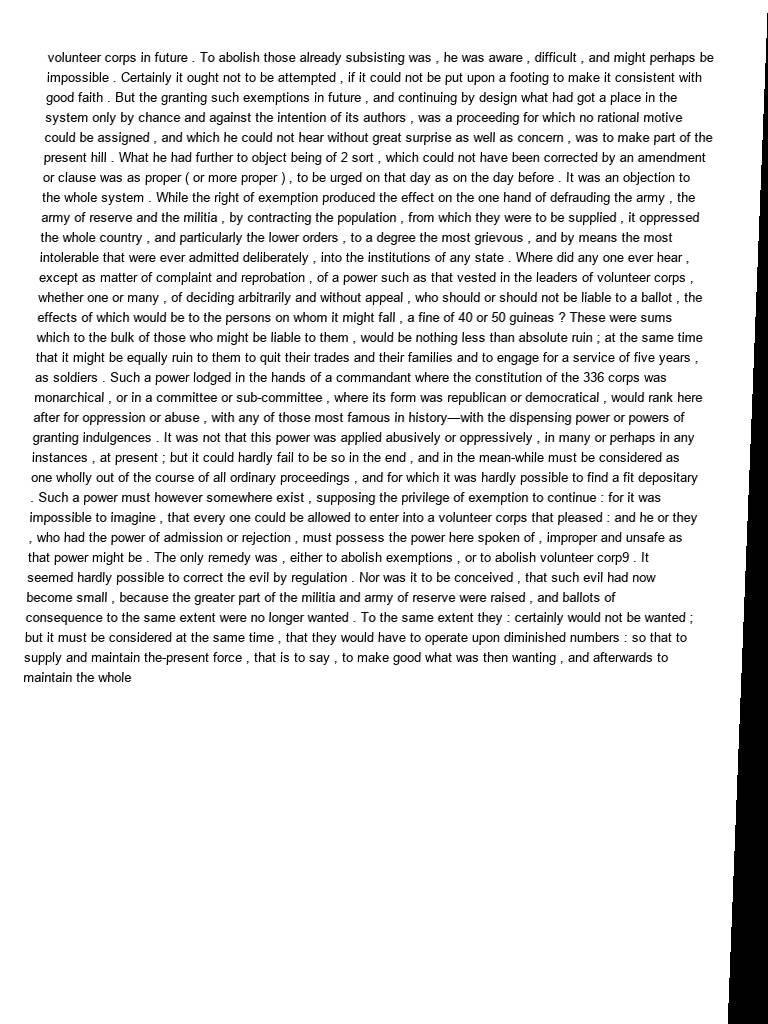 volunteer corps in future . To abolish those already subsisting was , he was aware , difficult , and might perhaps be
impossible . Certainly it ought not to be attempted , if it could not be put upon a footing to make it consistent with
good faith . But the granting such exemptions in future , and continuing by design what had got a place in the
system only by chance and against the intention of its authors , was a proceeding for which no rational motive
could be assigned , and which he could not hear without great surprise as well as concern , was to make part of the
present hill . What he had further to object being of 2 sort , which could not have been corrected by an amendment
or clause was as proper ( or more proper ) , to be urged on that day as on the day before . It was an objection to
the whole system . While the right of exemption produced the effect on the one hand of defrauding the army , the
army of reserve and the militia , by contracting the population , from which they were to be supplied , it oppressed
the whole country , and particularly the lower orders , to a degree the most grievous , and by means the most
intolerable that were ever admitted deliberately , into the institutions of any state . Where did any one ever hear ,
except as matter of complaint and reprobation , of a power such as that vested in the leaders of volunteer corps ,
whether one or many , of deciding arbitrarily and without appeal , who should or should not be liable to a ballot , the
effects of which would be to the persons on whom it might fall , a fine of 40 or 50 guineas ? These were sums
which to the bulk of those who might be liable to them , would be nothing less than absolute ruin ; at the same time
that it might be equally ruin to them to quit their trades and their families and to engage for a service of five years ,
as soldiers . Such a power lodged in the hands of a commandant where the constitution of the 336 corps was
monarchical , or in a committee or sub-committee , where its form was republican or democratical , would rank here
after for oppression or abuse , with any of those most famous in history—with the dispensing power or powers of
granting indulgences . It was not that this power was applied abusively or oppressively , in many or perhaps in any
instances , at present ; but it could hardly fail to be so in the end , and in the mean-while must be considered as
one wholly out of the course of all ordinary proceedings , and for which it was hardly possible to find a fit depositary
. Such a power must however somewhere exist , supposing the privilege of exemption to continue : for it was
impossible to imagine , that every one could be allowed to enter into a volunteer corps that pleased : and he or they
, who had the power of admission or rejection , must possess the power here spoken of , improper and unsafe as
that power might be . The only remedy was , either to abolish exemptions , or to abolish volunteer corp9 . It
seemed hardly possible to correct the evil by regulation . Nor was it to be conceived , that such evil had now
become small , because the greater part of the militia and army of reserve were raised , and ballots of
consequence to the same extent were no longer wanted . To the same extent they : certainly would not be wanted ;
but it must be considered at the same time , that they would have to operate upon diminished numbers : so that to
supply and maintain the-present force , that is to say , to make good what was then wanting , and afterwards to
maintain the whole